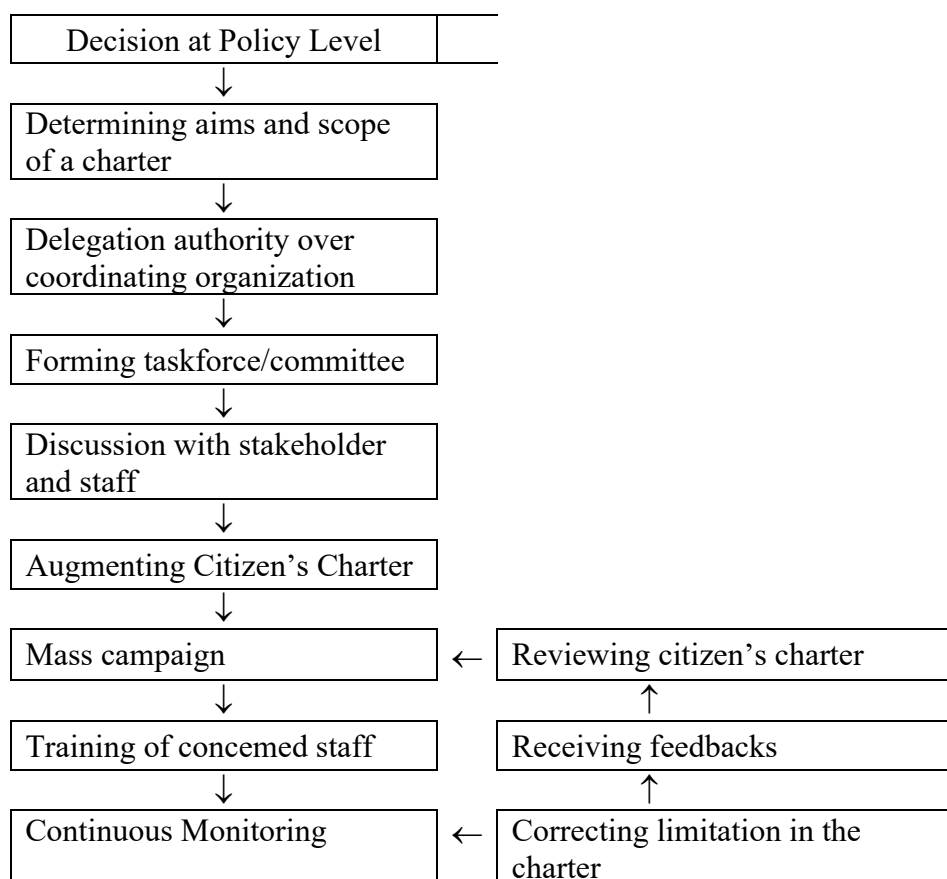 Decision at Policy Level
↓
Determining aims and scope
of a charter
↓
Delegation authority over
coordinating organization
↓
Forming taskforce/committee
↓
Discussion with stakeholder
and staff
↓
Augmenting Citizen’s Charter
↓
Mass campaign ← Reviewing citizen’s charter
↓ ↑
Training of concemed staff Receiving feedbacks
↓ ↑
Continuous Monitoring ← Correcting limitation in the
charter